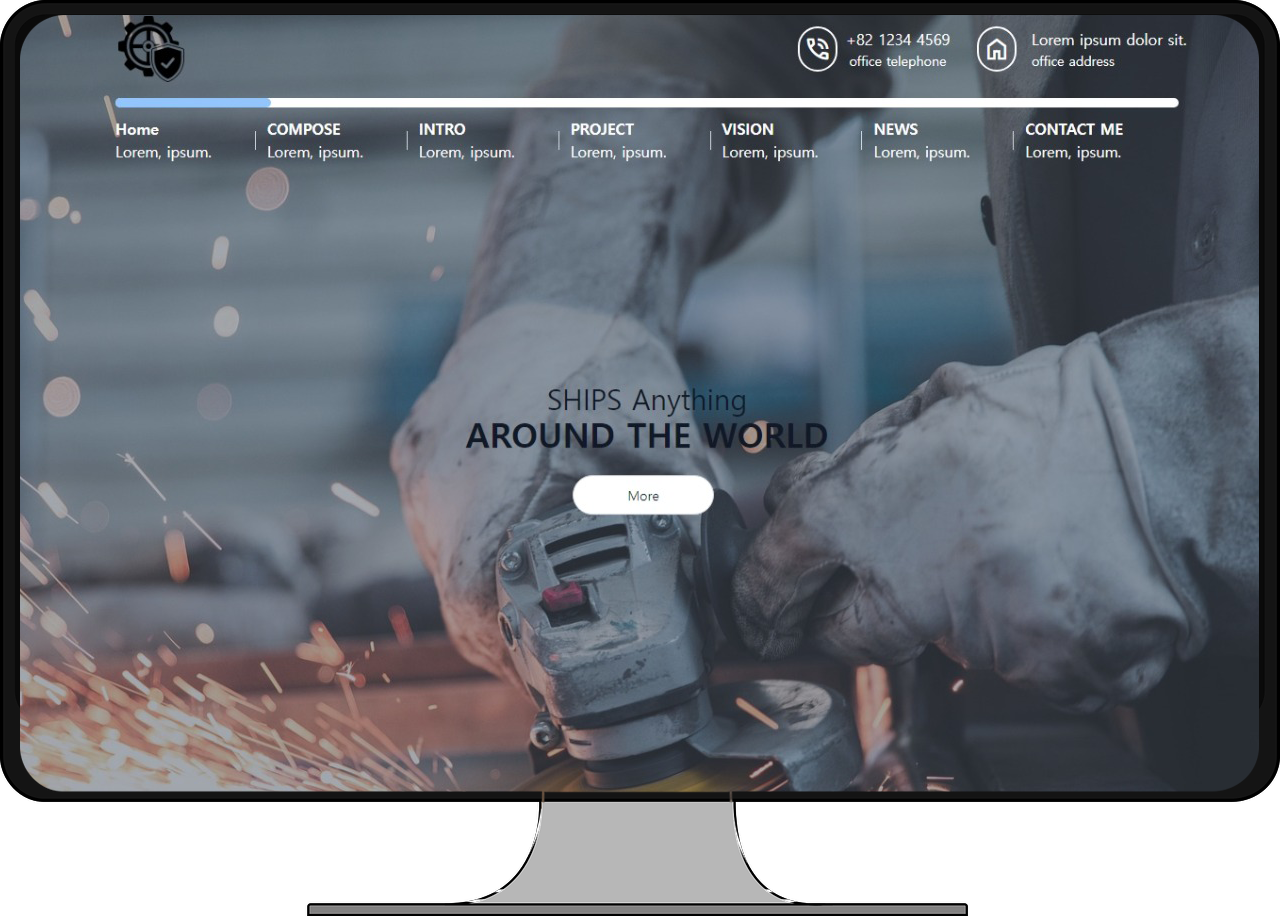 +82 1234 4569
office telephone
Lorem ipsum dolor sit.
office address
Home
Lorem, ipsum.
COMPOSE
Lorem, ipsum.
INTRO
Lorem, ipsum.
PROJECT
Lorem, ipsum.
VISION
Lorem, ipsum.
NEWS
Lorem, ipsum.
CONTACT ME
Lorem, ipsum.
SHIPS Anything
AROUND THE WORLD
More